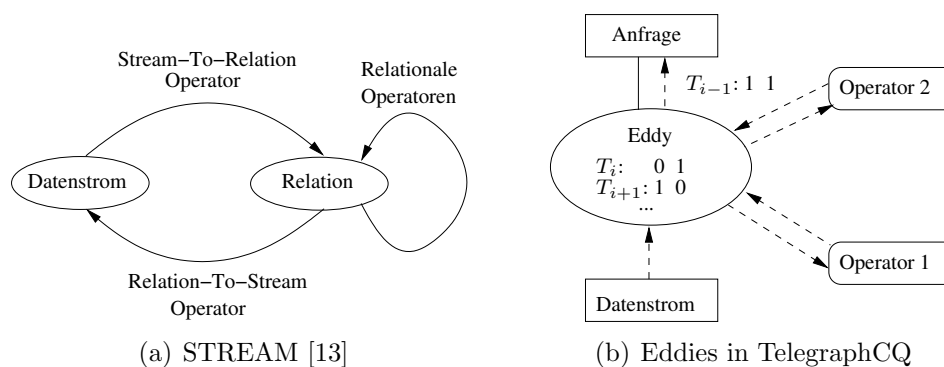 Stream−To−Relation
Operator
Relationale
Operatoren
Datenstrom
Relation
Relation−To−Stream
Operator
(a) STREAM [13]
Anfrage
T_{i−1}: 1 1
Operator 2
Eddy
T_i: 0 1
T_{i+1}: 1 0
...
Operator 1
Datenstrom
(b) Eddies in TelegraphCQ